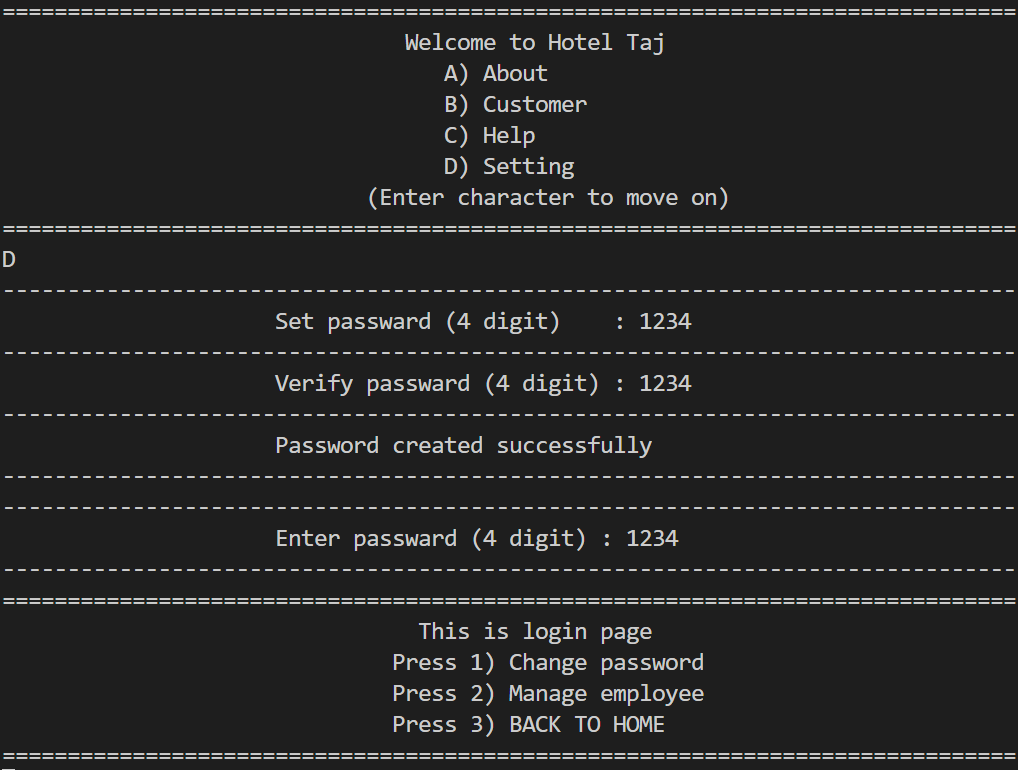 ==============================================================================
Welcome to Hotel Taj
A) About
B) Customer
C) Help
D) Setting
(Enter character to move on)
==============================================================================
D
------------------------------------------------------------------------------
Set passward (4 digit)    : 1234
------------------------------------------------------------------------------
Verify passward (4 digit) : 1234
------------------------------------------------------------------------------
Password created successfully
------------------------------------------------------------------------------
------------------------------------------------------------------------------
Enter passward (4 digit) : 1234
------------------------------------------------------------------------------
==============================================================================
This is login page
Press 1) Change password
Press 2) Manage employee
Press 3) BACK TO HOME
==============================================================================